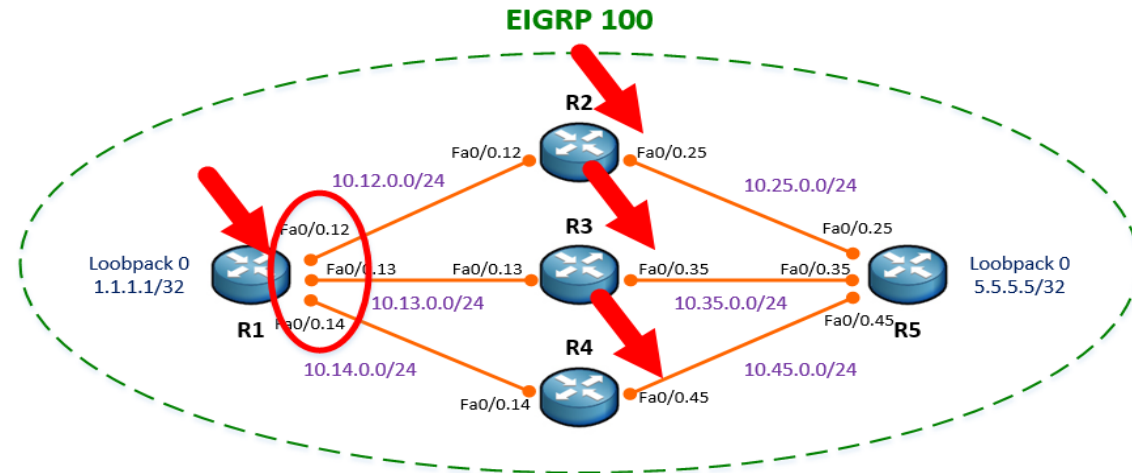 EIGRP 100
R2
Fa0/0.12
Fa0/0.25
10.12.0.0/24
10.25.0.0/24
Fa0/0.12
Fa0/0.25
R3
Loobpack 0
1.1.1.1/32
Fa0/0.13
Fa0/0.13
Fa0/0.35
Fa0/0.35
Loobpack 0
5.5.5.5/32
10.13.0.0/24
10.35.0.0/24
R1
Fa0/0.14
R5
Fa0/0.45
R4
10.14.0.0/24
10.45.0.0/24
Fa0/0.14
Fa0/0.45